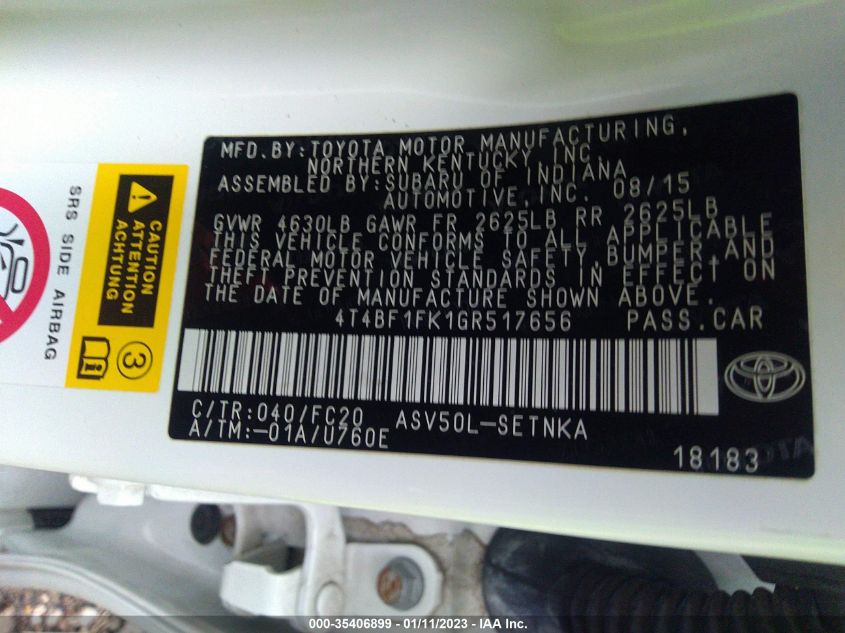 MFD.BY:TOYOTA MOTOR MANUFACTURING,
NORTHERN KENTUCKY, INC.
ASSEMBLED BY:SUBARU OF INDIANA
AUTOMOTIVE,INC. 08/15
GVWR 4630LB GAWR FR 2625LB RR 2625LB
THIS VEHICLE CONFORMS TO ALL APPLICABLE
FEDERAL MOTOR VEHICLE SAFETY,BUMPER,AND
THEFT PREVENTION STANDARDS IN EFFECT ON
THE DATE OF MANUFACTURE SHOWN ABOVE.
4T4BF1FK1GR517656 PASS.CAR
C/TR:040/FC20 ASV50L-SETNKA
A/TM:-01A/U760E
18183
SRS SIDE AIRBAG
CAUTION
ATTENTION
ACHTUNG
3
000-35406899 - 01/11/2023 - IAA Inc.